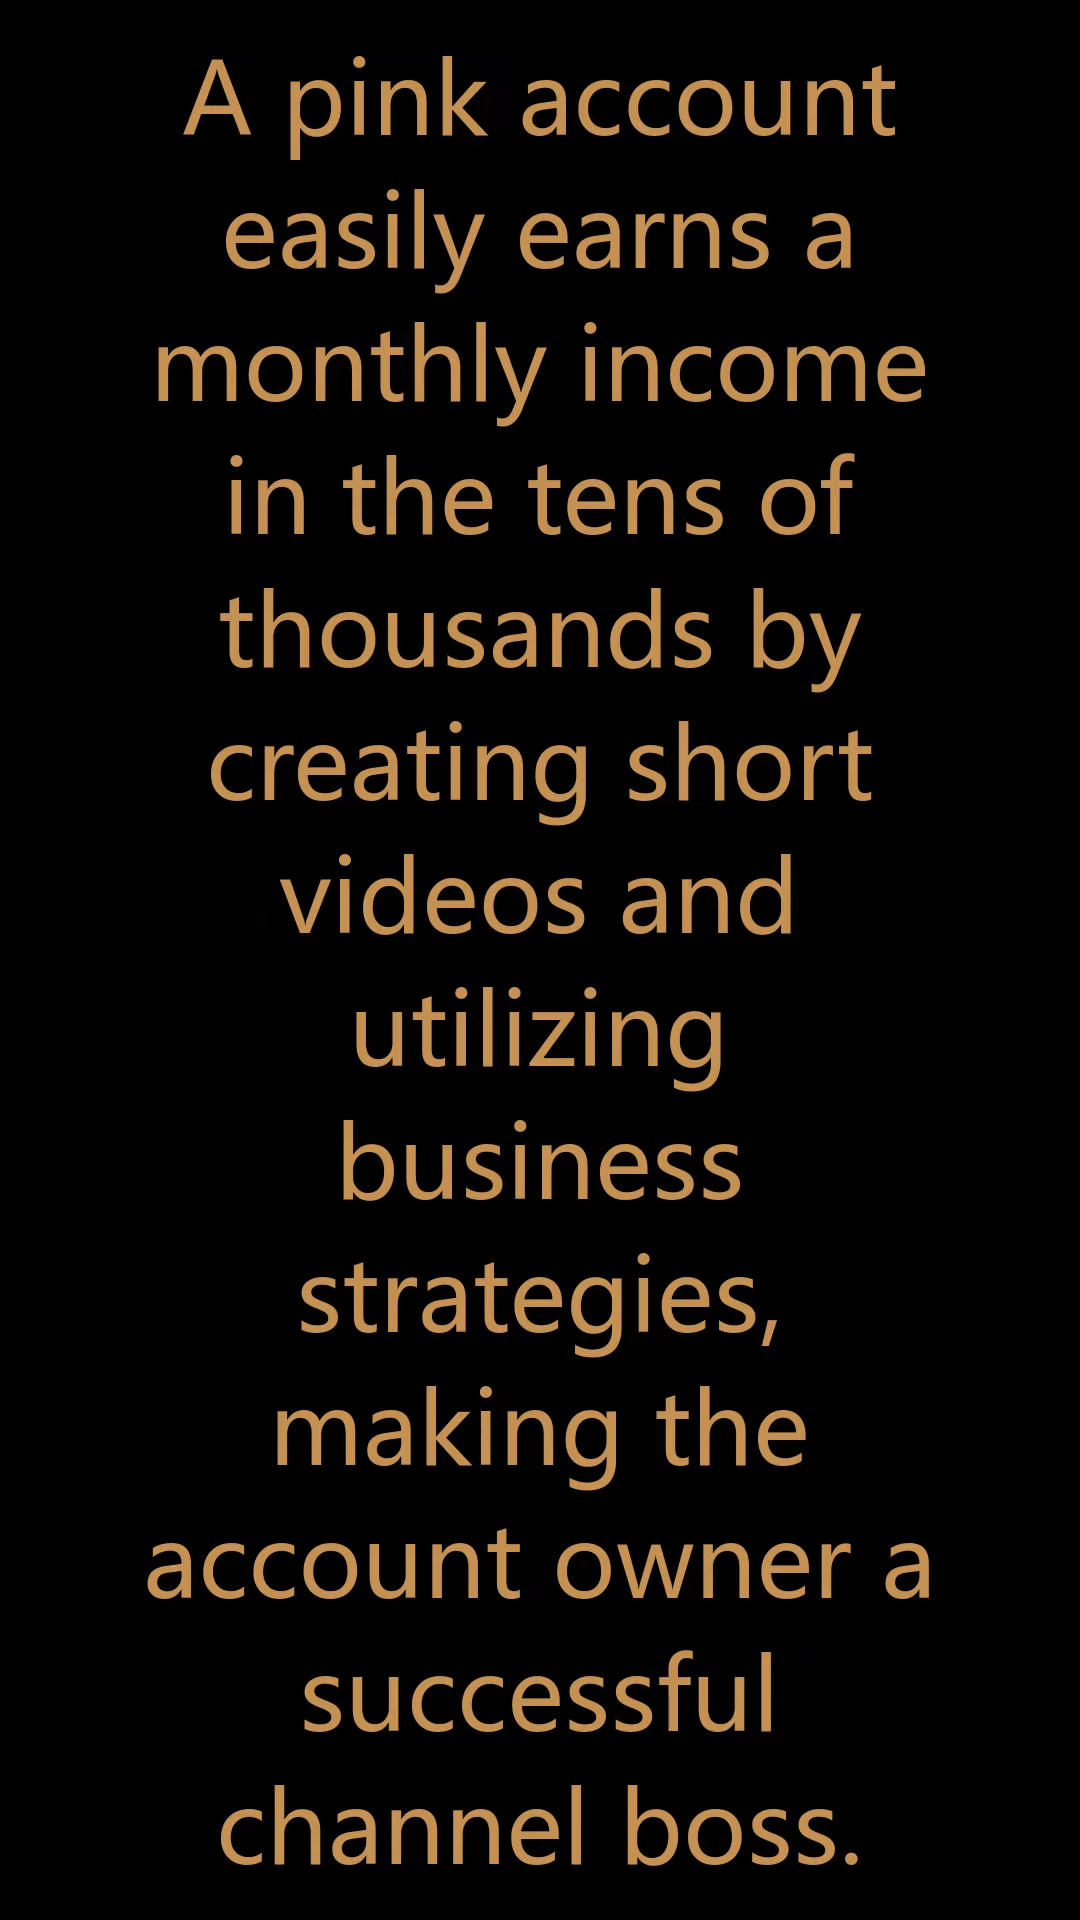 A pink account
easily earns a
monthly income
in the tens of
thousands by
creating short
videos and
utilizing
business
strategies,
making the
account owner a
successful
channel boss.